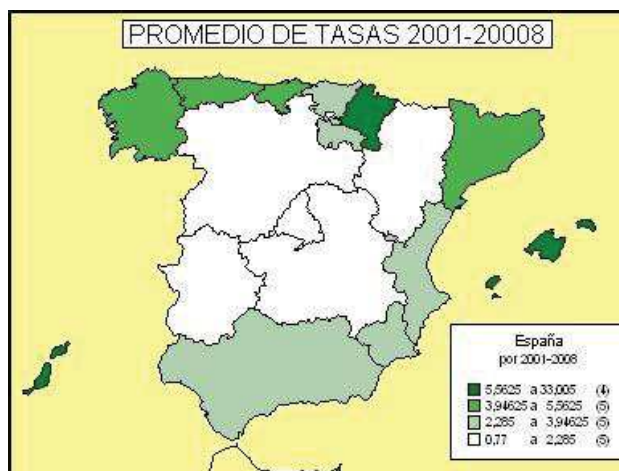 PROMEDIO DE TASAS 2001-20008
España
por 2001-2008
5,5625 a 33,005 (4)
3,94625 a 5,5625 (5)
2,285 a 3,94625 (5)
0,77 a 2,285 (5)